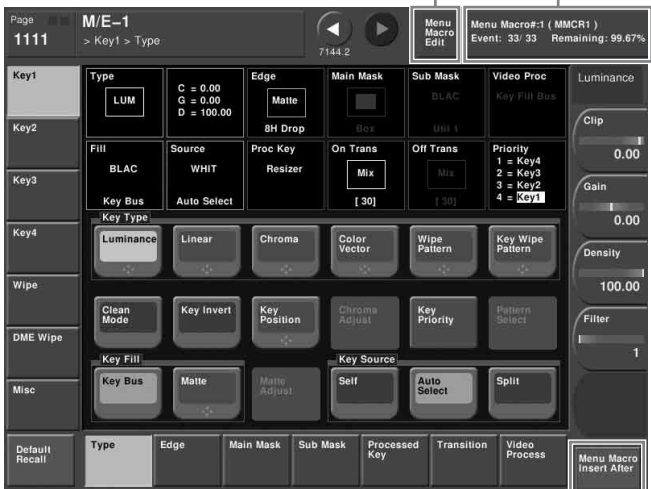 Page
1111
M/E–1
> Key1 > Type
7144.2
Menu
Macro
Edit
Menu Macro#:1 ( MMCR1 )
Event: 33/ 33 Remaining: 99.67%
Key1
Key2
Key3
Key4
Wipe
DME Wipe
Misc
Type
LUM
C = 0.00
G = 0.00
D = 100.00
Edge
Matte
8H Drop
Main Mask
Box
Sub Mask
BLAC
Util 1
Video Proc
Key Fill Bus
Fill
BLAC
Key Bus
Source
WHIT
Auto Select
Proc Key
Resizer
On Trans
Mix
[ 30]
Off Trans
Mix
[ 30]
Priority
1 = Key4
2 = Key3
3 = Key2
4 = Key1
Key Type
Luminance
Linear
Chroma
Color
Vector
Wipe
Pattern
Key Wipe
Pattern
Clean
Mode
Key Invert
Key
Position
Chroma
Adjust
Key
Priority
Pattern
Select
Key Fill
Key Bus
Matte
Matte
Adjust
Key Source
Self
Auto
Select
Split
Luminance
Clip
0.00
Gain
0.00
Density
100.00
Filter
1
Default
Recall
Type
Edge
Main Mask
Sub Mask
Processed
Key
Transition
Video
Process
Menu Macro
Insert After